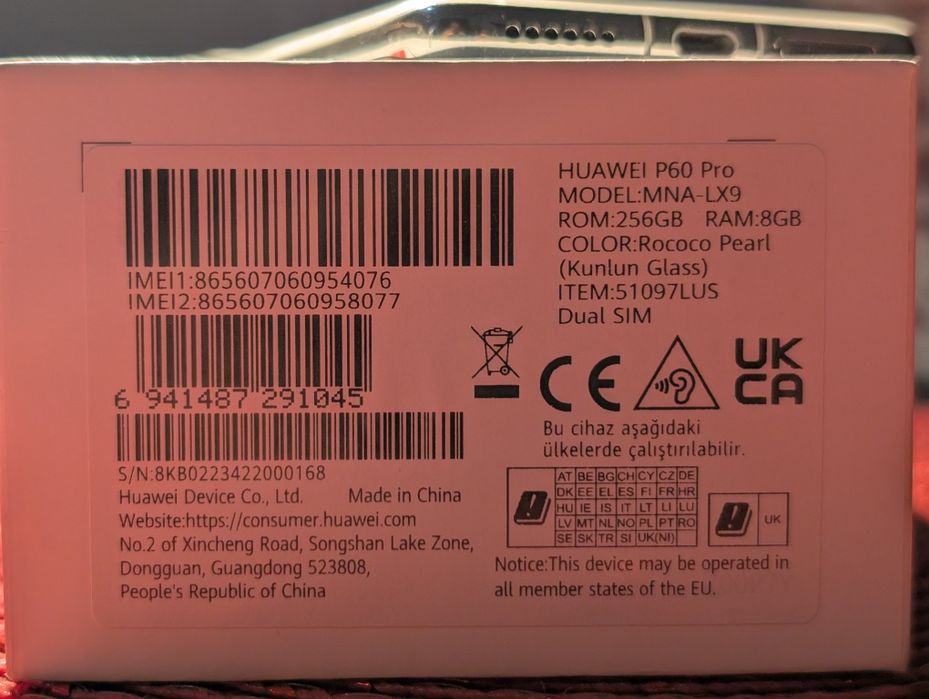 IMEI1:865607060954076
IMEI2:865607060958077
6 941487 291045
S/N:8KB0223422000168
Huawei Device Co., Ltd. Made in China
Website:https://consumer.huawei.com
No.2 of Xincheng Road, Songshan Lake Zone,
Dongguan, Guangdong 523808,
People's Republic of China
HUAWEI P60 Pro
MODEL:MNA-LX9
ROM:256GB RAM:8GB
COLOR:Rococo Pearl
(Kunlun Glass)
ITEM:51097LUS
Dual SIM
CE
UK
CA
Bu cihaz aşağıdaki
ülkelerde çalıştırılabilir.
AT BE BG CH CY CZ DE
DK EE EL ES FI FR HR
HU IE IS IT LT LI LU
LV MT NL NO PL PT RO
SE SK TR SI UK(NI)
UK
Notice:This device may be operated in
all member states of the EU.